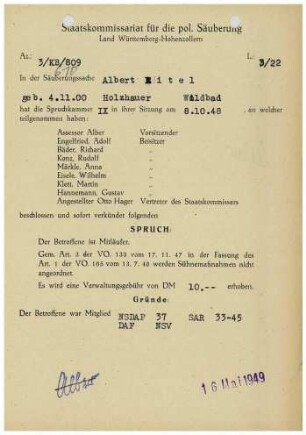 Staatskommissariat für die pol. Säuberung
Land Württemberg-Hohenzollern
Az.: 3/KB/809 L: 3/22
In der Säuberungssache Albert Eitel
geb. 4.11.00 Holzhauer Wildbad
hat die Spruchkammer IX in ihrer Sitzung am 8.10.48 an welcher
teilgenommen haben:
Assessor Alber Vorsitzender
Engelfried, Adolf Beisitzer
Bäder, Richard "
Konz, Rudolf "
Märkle, Anna "
Eisele, Wilhelm "
Klett, Martin "
Hannemann, Gustav "
Angestellter Otto Hager Vertreter des Staatskommissars
beschlossen und sofort verkündet folgenden
SPRUCH:
Der Betroffene ist Mitläufer.
Gem. Art. 3 der VO. 133 vom 17. 11. 47 in der Fassung des
Art. 1 der VO. 165 vom 13. 7. 48 werden Sühnemaßnahmen nicht
angeordnet.
Es wird eine Verwaltungsgebühr von DM 10.-- erhoben.
Gründe:
Der Betroffene war Mitglied NSDAP 37 SAR 33-45
DAF NSV
Alber
16 Mai 1949